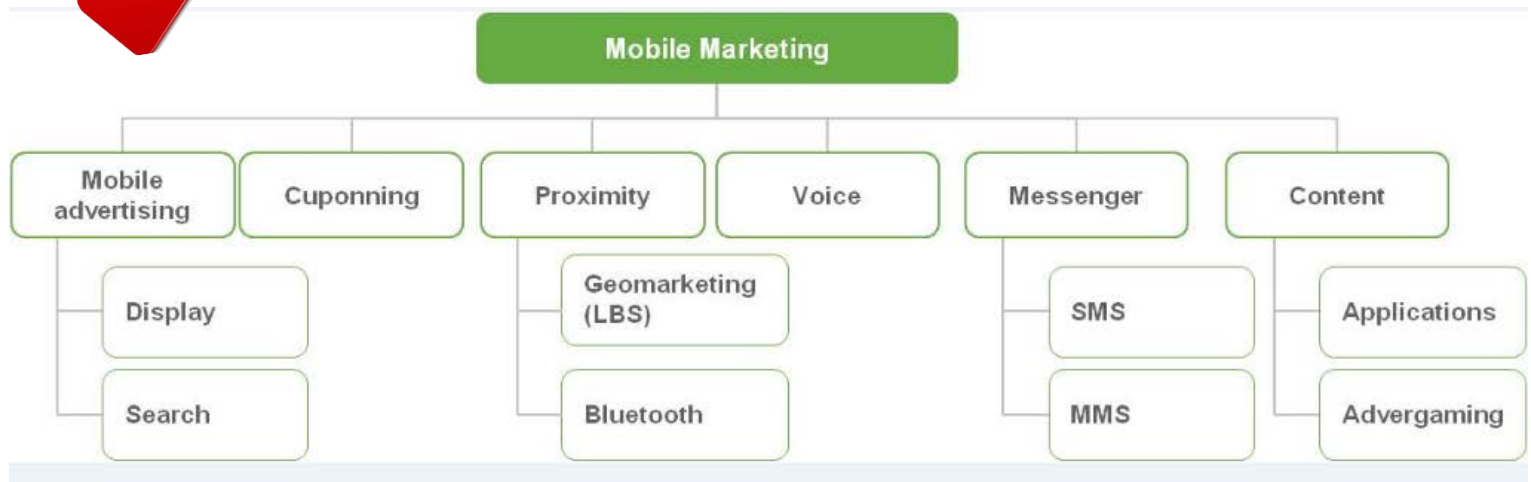 Mobile Marketing
Mobile
advertising
Cuponning
Proximity
Voice
Messenger
Content
Display
Search
Geomarketing
(LBS)
Bluetooth
SMS
MMS
Applications
Advergaming